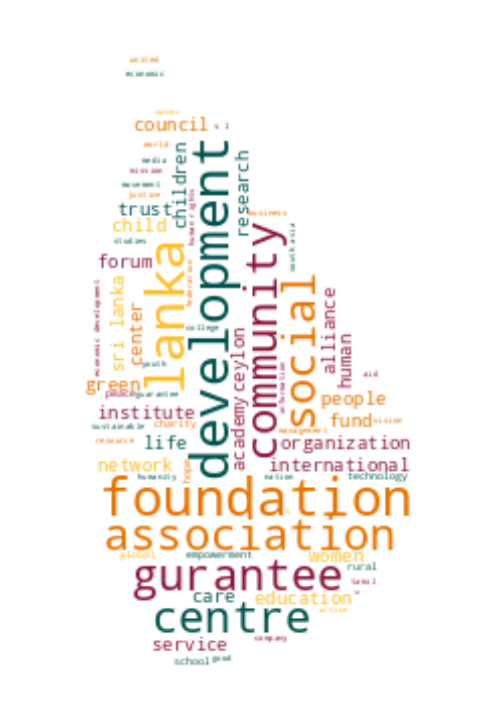 united
economic
owner
council
s l
world
media
mission
movement
justice
trust
child
studies
forum
children
human rights
development
research
business
south asia
lanka
federation
community
social
economic development
sri lanka
center
college
academy
ceylon
alliance
human
information
aid
youth
green
peace
guarantee
people
institute
fund
vision
sustainable
charity
management
resource
life
organization
network
hope
international
humanity
nation
technology
foundation
association
global
empowerment
women
rural
gurantee
tamil
care
education
action
centre
company
service
school
good